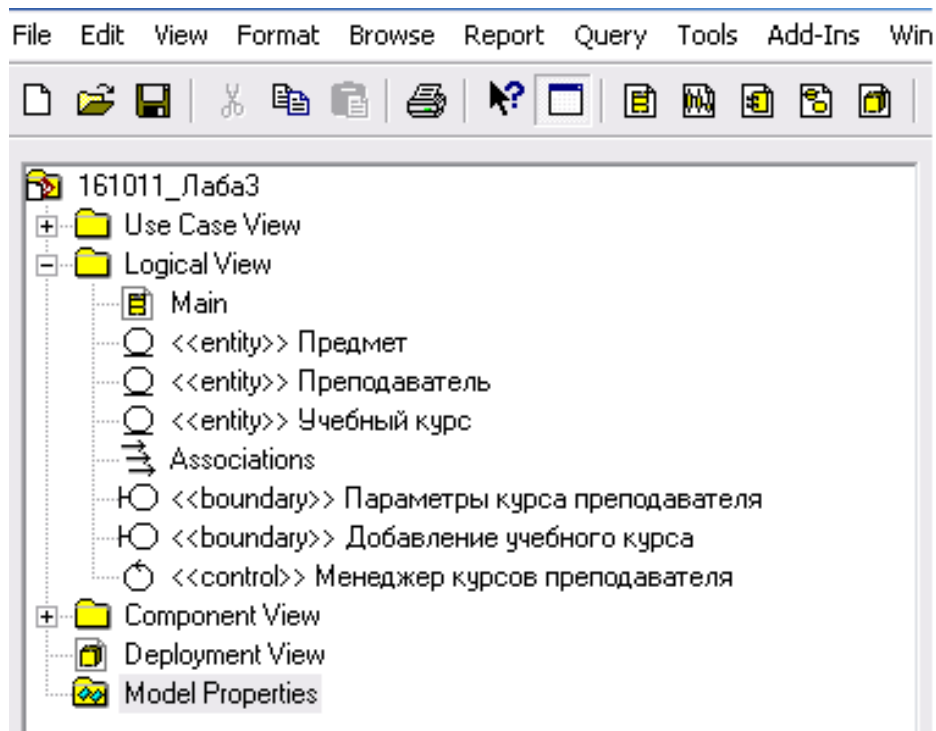 File Edit View Format Browse Report Query Tools Add-Ins Win
161011_Лаба3
Use Case View
Logical View
Main
<<entity>> Предмет
<<entity>> Преподаватель
<<entity>> Учебный курс
Associations
<<boundary>> Параметры курса преподавателя
<<boundary>> Добавление учебного курса
<<control>> Менеджер курсов преподавателя
Component View
Deployment View
Model Properties